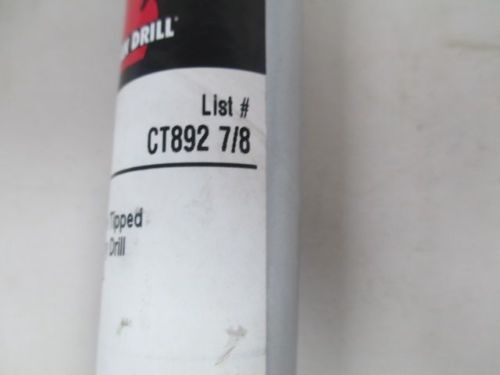 DRILL
List #
CT892 7/8
Tipped
Drill